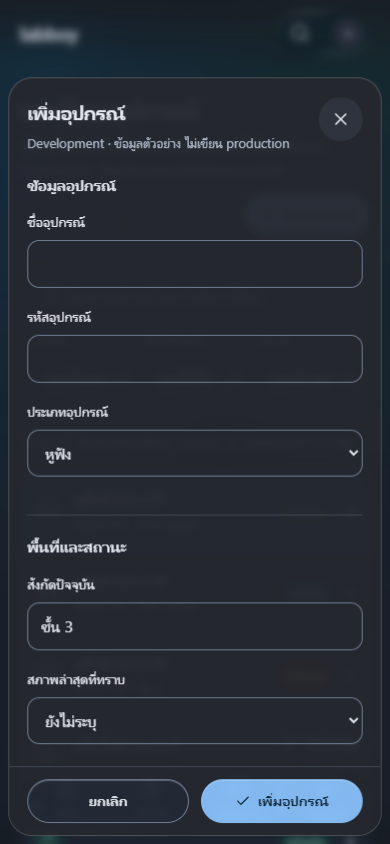 เพิ่มอุปกรณ์
Development · ข้อมูลตัวอย่าง ไม่เขียน production
ข้อมูลอุปกรณ์
ชื่ออุปกรณ์
รหัสอุปกรณ์
ประเภทอุปกรณ์
หูฟัง
พื้นที่และสถานะ
สังกัดปัจจุบัน
ชั้น 3
สภาพล่าสุดที่ทราบ
ยังไม่ระบุ
ยกเลิก
เพิ่มอุปกรณ์